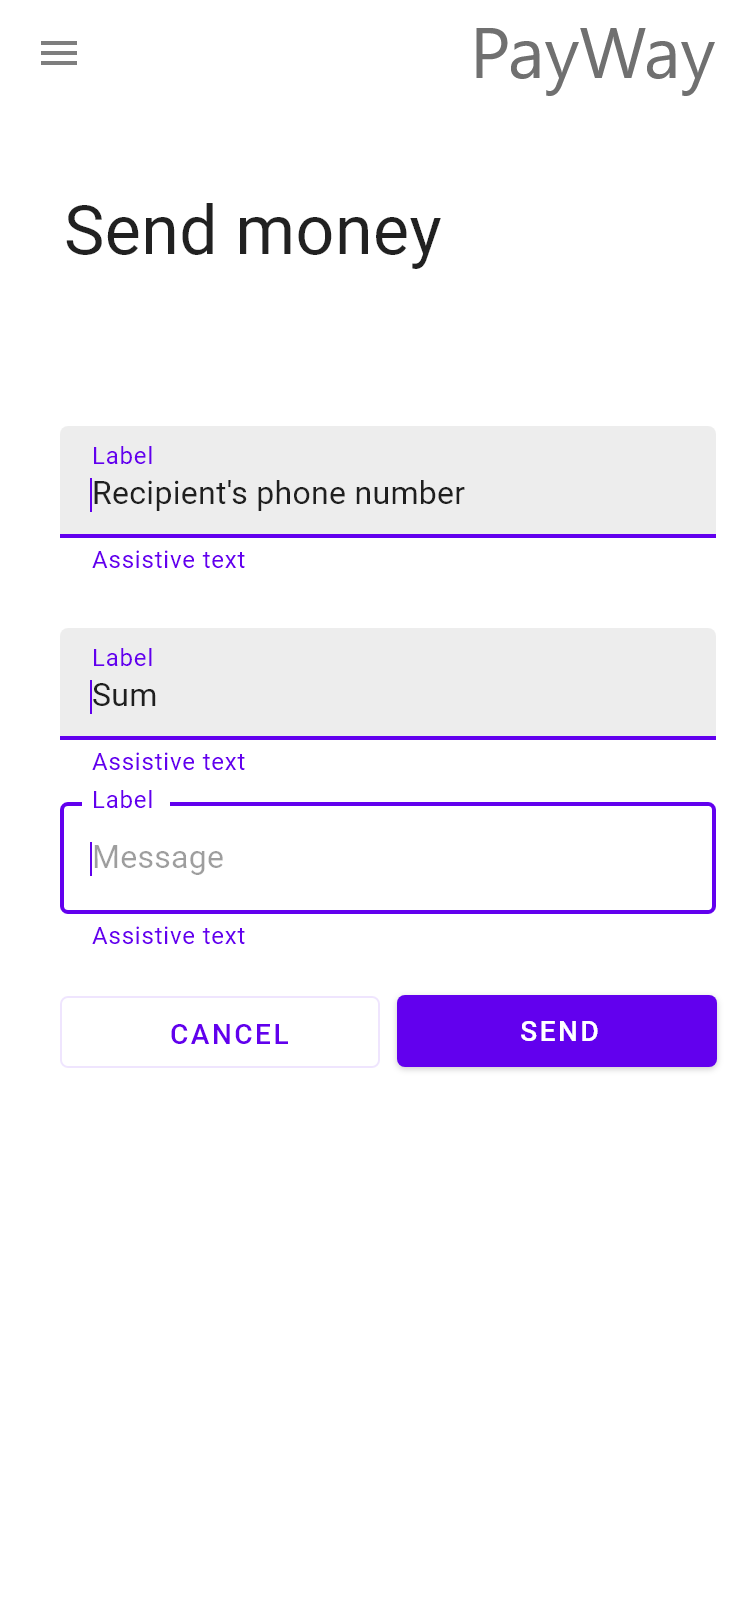 PayWay
Send money
Label
Recipient's phone number
Assistive text
Label
Sum
Assistive text
Label
Message
Assistive text
CANCEL
SEND